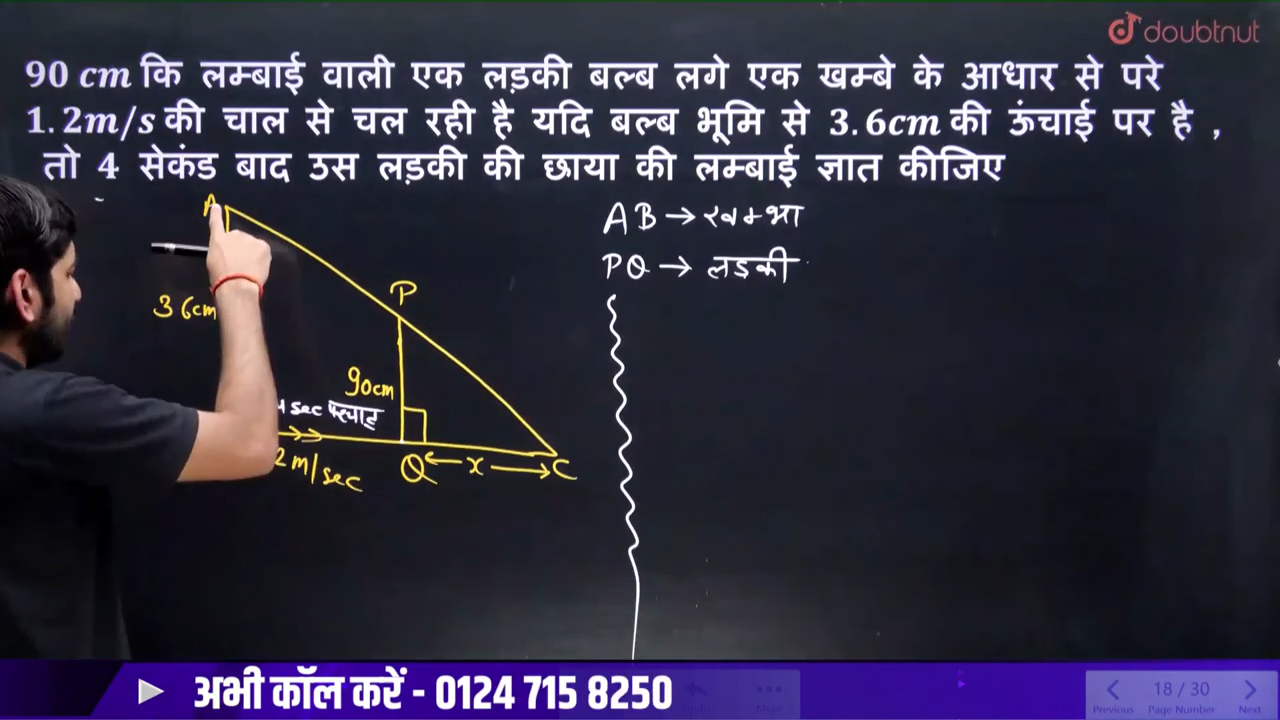 doubtnut
90 cm कि लम्बाई वाली एक लड़की बल्ब लगे एक खम्बे के आधार से परे
1. 2m/s की चाल से चल रही है यदि बल्ब भूमि से 3. 6cm की ऊंचाई पर है ,
तो 4 सेकंड बाद उस लड़की की छाया की लम्बाई ज्ञात कीजिए
A
AB → खम्भा
PQ → लड़की
P
3 6cm
90cm
sec पश्चात
2 m/sec
Q ← x → C
अभी कॉल करें - 0124 715 8250
18 / 30
Previous Page Number Next